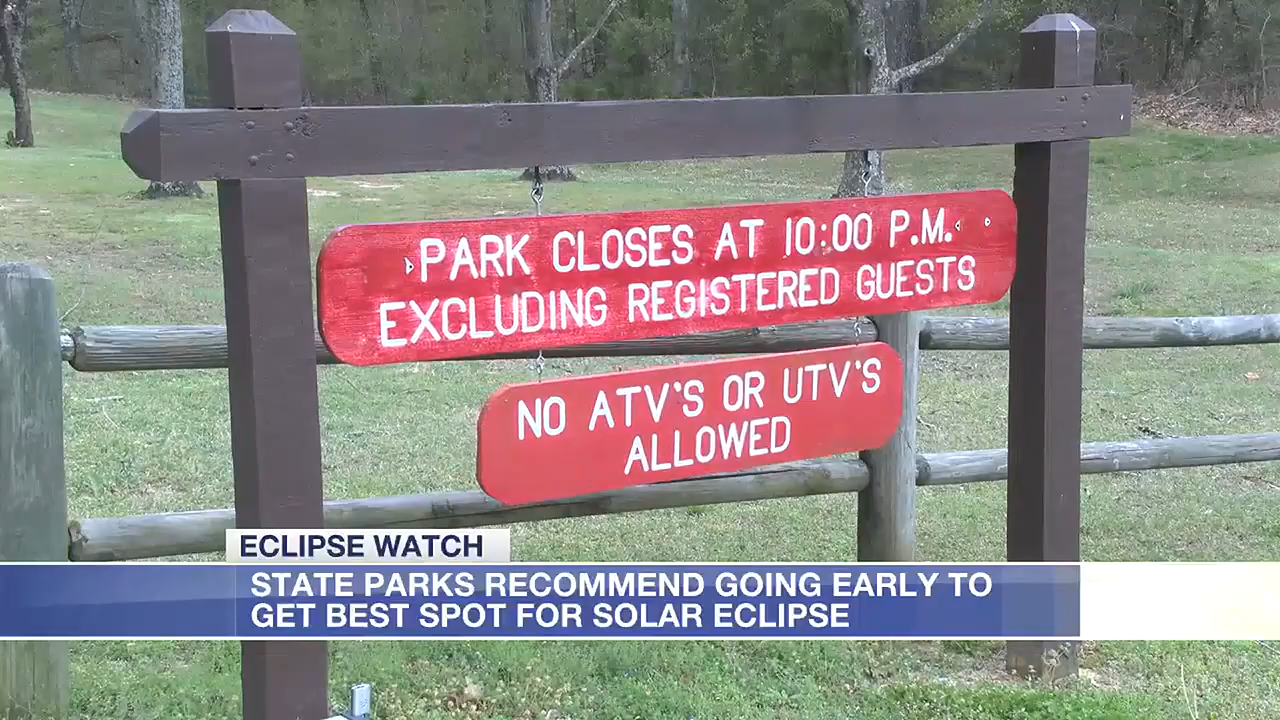 PARK CLOSES AT 10:00 P.M.
EXCLUDING REGISTERED GUESTS
NO ATV'S OR UTV'S
ALLOWED
ECLIPSE WATCH
STATE PARKS RECOMMEND GOING EARLY TO
GET BEST SPOT FOR SOLAR ECLIPSE